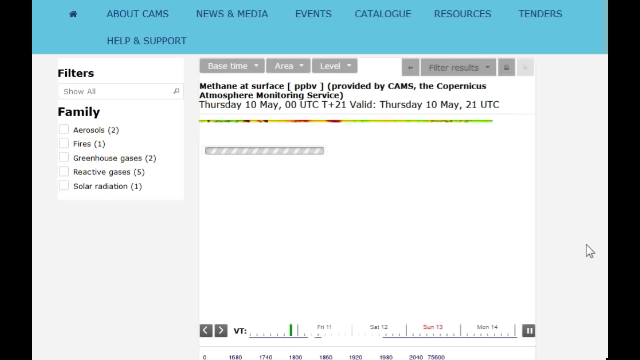 ABOUT CAMS NEWS & MEDIA EVENTS CATALOGUE RESOURCES TENDERS
HELP & SUPPORT
Filters
Show All
Family
Aerosols (2)
Fires (1)
Greenhouse gases (2)
Reactive gases (5)
Solar radiation (1)
Base time Area Level Filter results
Methane at surface [ ppbv ] (provided by CAMS, the Copernicus
Atmosphere Monitoring Service)
Thursday 10 May, 00 UTC T+21 Valid: Thursday 10 May, 21 UTC
VT: Fri 11 Sat 12 Sun 13 Mon 14
0 1680 1740 1800 1860 1920 1980 2040 75600